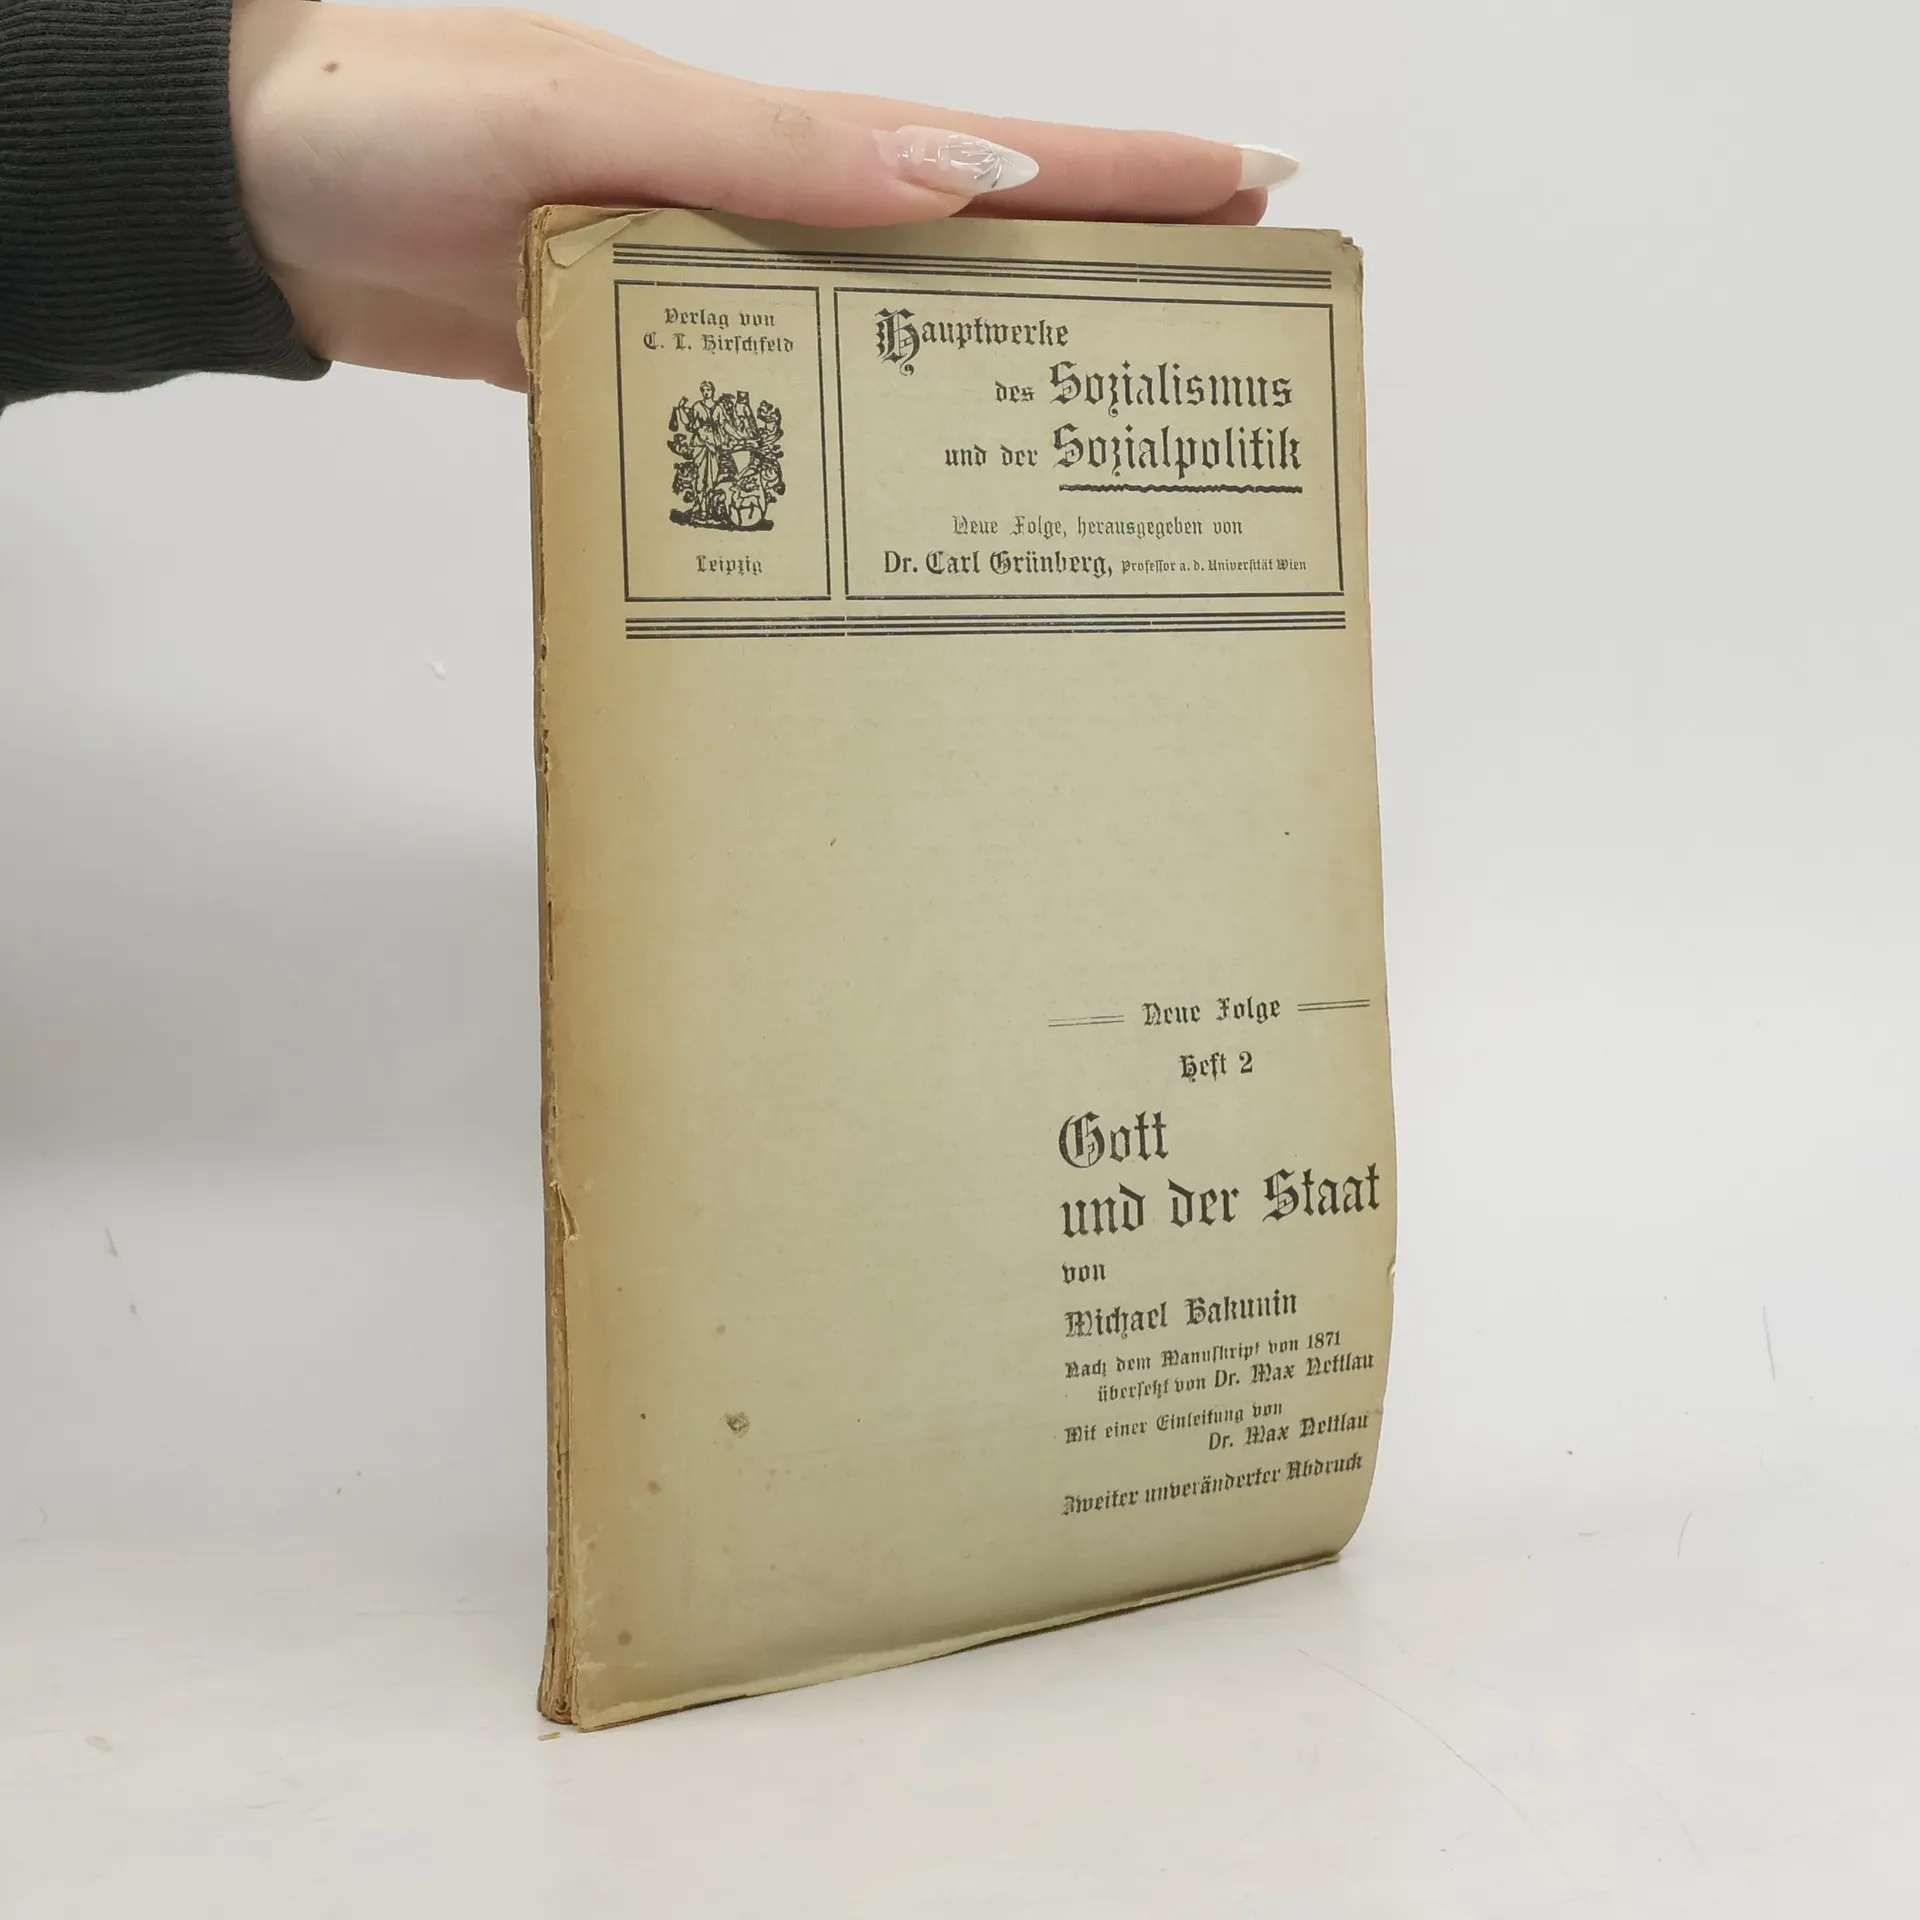 Verlag von
C. L. Hirschfeld
Leipzig
Hauptwerke
des Sozialismus
und der Sozialpolitik
Neue Folge, herausgegeben von
Dr. Carl Grünberg, Professor a. d. Universität Wien
Neue Folge
Heft 2
Gott
und der Staat
von
Michael Bakunin
Nach dem Manuskript von 1871
übersetzt von Dr. Max Nettlau
Mit einer Einleitung von
Dr. Max Nettlau
Zweiter unveränderter Abdruck